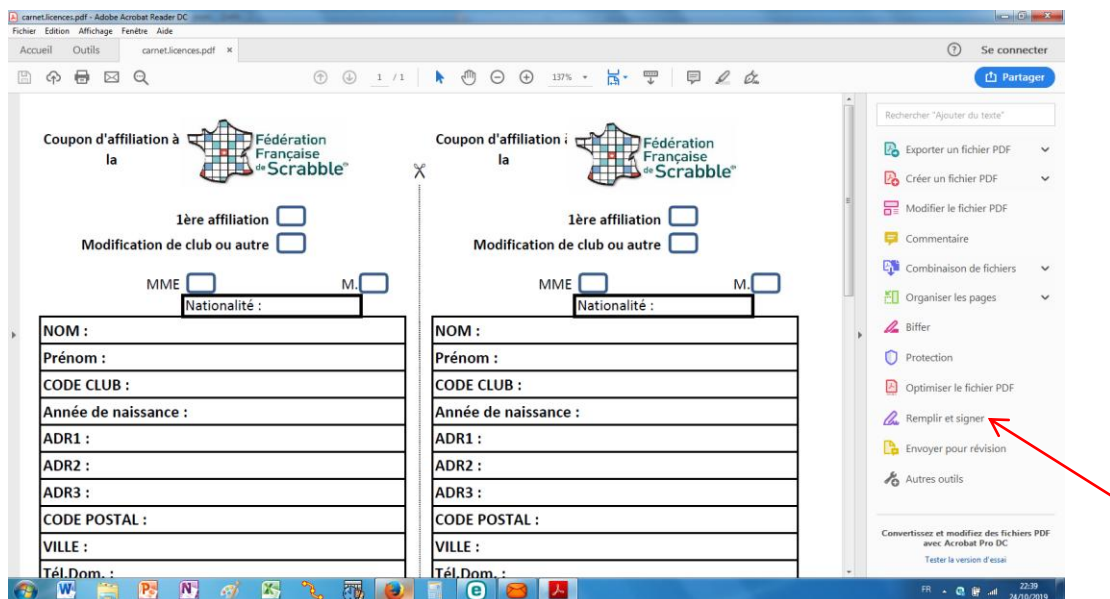 carnet.licences.pdf - Adobe Acrobat Reader DC
Fichier Edition Affichage Fenêtre Aide
Accueil Outils carnet.licences.pdf × Se connecter
1 / 1 137% Partager
Coupon d'affiliation à
la
Fédération
Française
de Scrabble®
1ère affiliation
Modification de club ou autre
MME M.
Nationalité :
NOM :
Prénom :
CODE CLUB :
Année de naissance :
ADR1 :
ADR2 :
ADR3 :
CODE POSTAL :
VILLE :
Tél.Dom. :
Coupon d'affiliation
la
Fédération
Française
de Scrabble®
1ère affiliation
Modification de club ou autre
MME M.
Nationalité :
NOM :
Prénom :
CODE CLUB :
Année de naissance :
ADR1 :
ADR2 :
ADR3 :
CODE POSTAL :
VILLE :
Tél.Dom. :
Rechercher "Ajouter du texte"
Exporter un fichier PDF
Créer un fichier PDF
Modifier le fichier PDF
Commentaire
Combinaison de fichiers
Organiser les pages
Biffer
Protection
Optimiser le fichier PDF
Remplir et signer
Envoyer pour révision
Autres outils
Convertissez et modifiez des fichiers PDF
avec Acrobat Pro DC
Tester la version d'essai
FR 22:39
24/10/2019